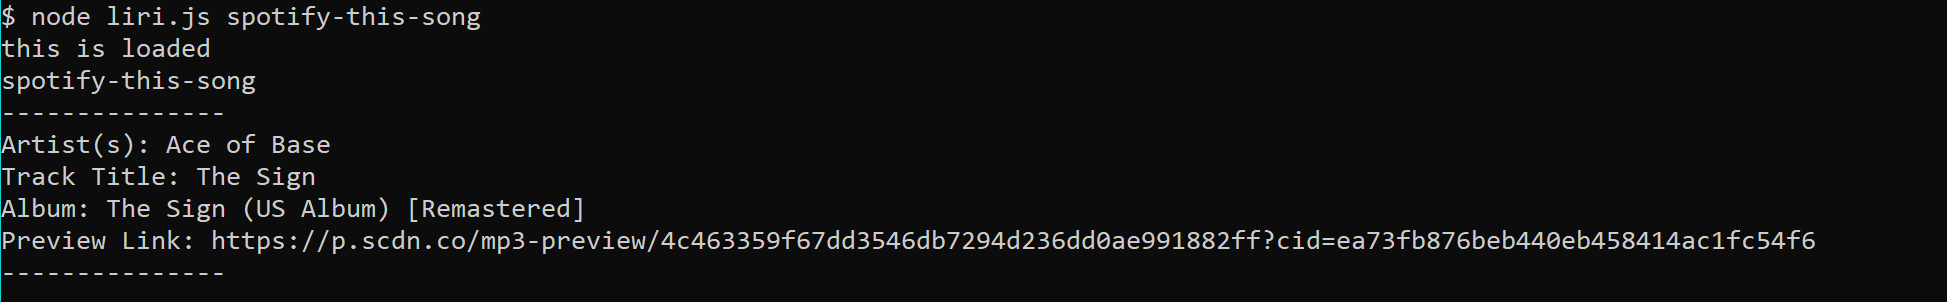 $ node liri.js spotify-this-song
this is loaded
spotify-this-song
---------------
Artist(s): Ace of Base
Track Title: The Sign
Album: The Sign (US Album) [Remastered]
Preview Link: https://p.scdn.co/mp3-preview/4c463359f67dd3546db7294d236dd0ae991882ff?cid=ea73fb876beb440eb458414ac1fc54f6
---------------